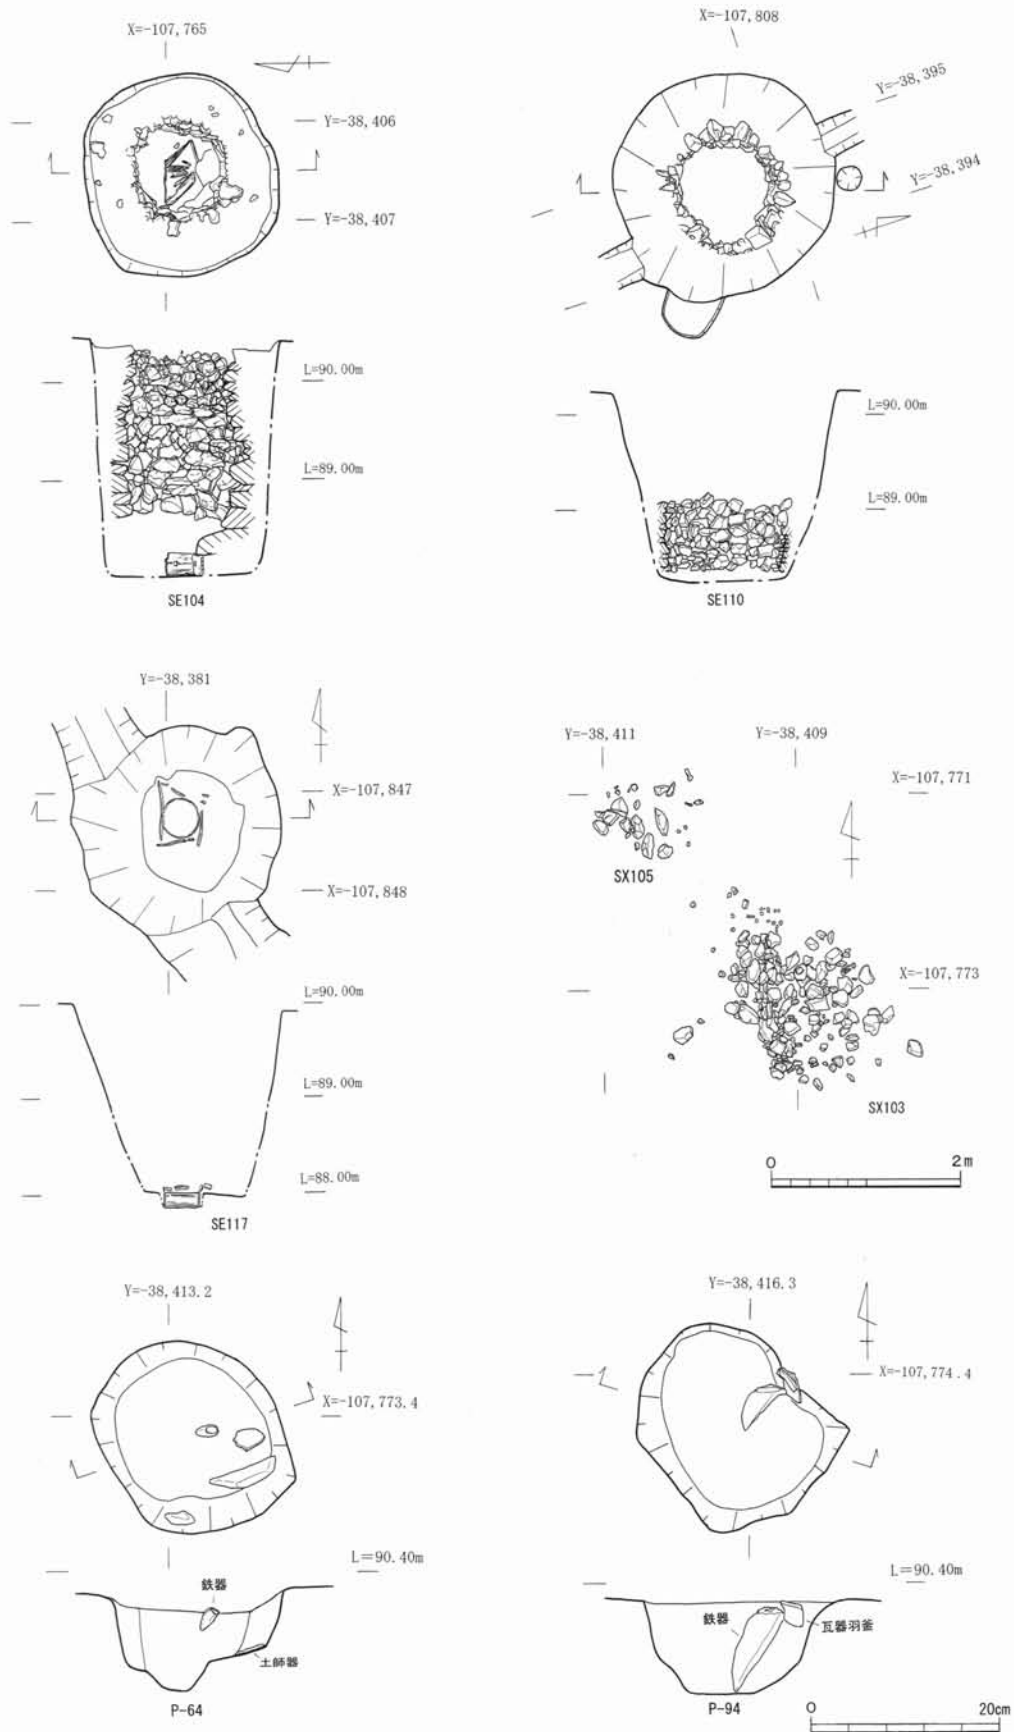 X=-107,765
Y=-38,406
Y=-38,407
L=90.00m
L=89.00m
SE104
X=-107,808
Y=-38,395
Y=-38,394
L=90.00m
L=89.00m
SE110
Y=-38,381
X=-107,847
X=-107,848
L=90.00m
L=89.00m
L=88.00m
SE117
Y=-38,411
Y=-38,409
X=-107,771
SX105
X=-107,773
SX103
0 2m
Y=-38,413.2
X=-107,773.4
L=90.40m
鉄器
土師器
P-64
Y=-38,416.3
X=-107,774.4
L=90.40m
鉄器
瓦器羽釜
P-94
0 20cm